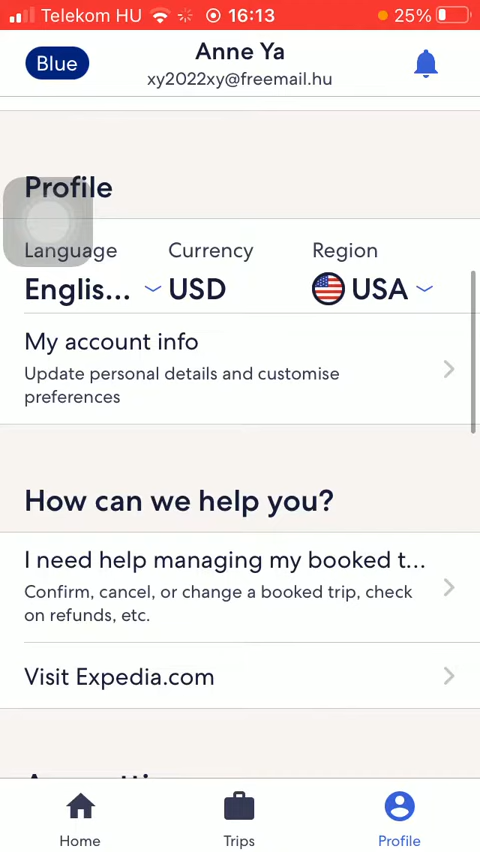 Telekom HU 16:13 25%
Blue
Anne Ya
xy2022xy@freemail.hu
Profile
Language Currency Region
Englis... USD USA
My account info
Update personal details and customise
preferences
How can we help you?
I need help managing my booked t...
Confirm, cancel, or change a booked trip, check
on refunds, etc.
Visit Expedia.com
Home Trips Profile